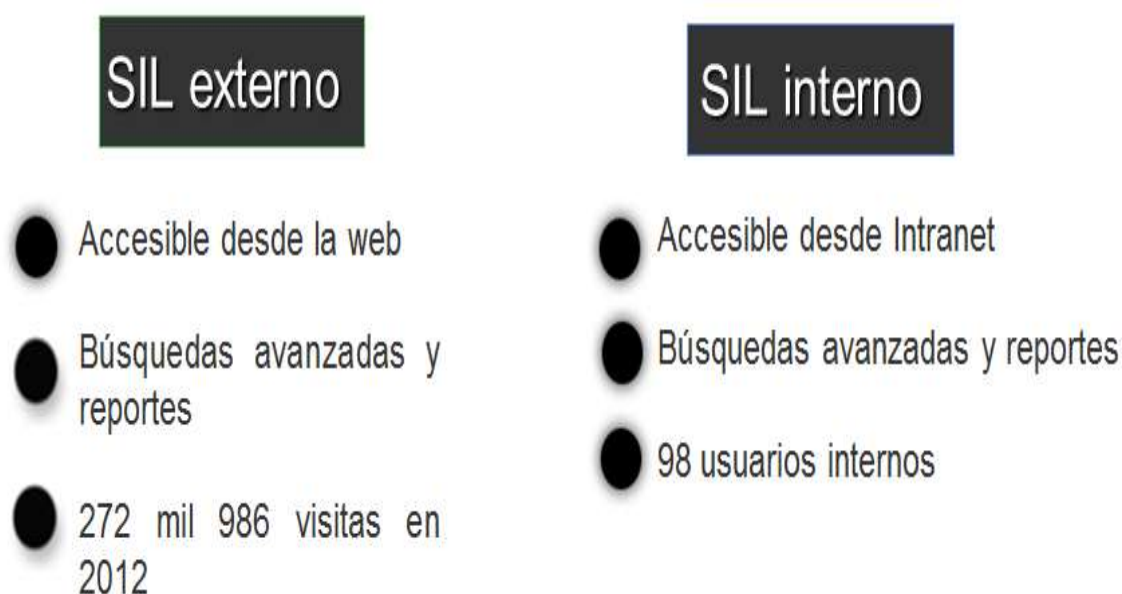 SIL externo
Accesible desde la web
Búsquedas avanzadas y
reportes
272 mil 986 visitas en
2012
SIL interno
Accesible desde Intranet
Búsquedas avanzadas y reportes
98 usuarios internos